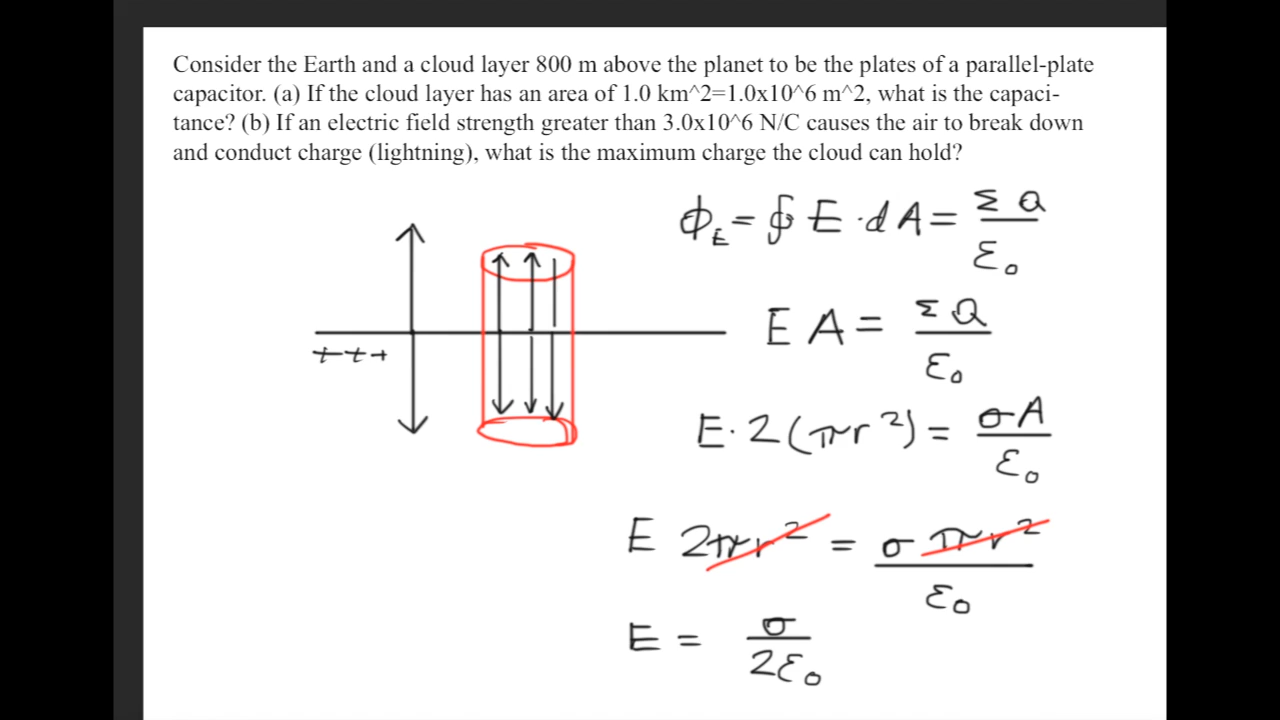 Consider the Earth and a cloud layer 800 m above the planet to be the plates of a parallel-plate
capacitor. (a) If the cloud layer has an area of 1.0 km^2=1.0x10^6 m^2, what is the capaci-
tance? (b) If an electric field strength greater than 3.0x10^6 N/C causes the air to break down
and conduct charge (lightning), what is the maximum charge the cloud can hold?
ϕ_E = ∮ E · dA = ΣQ / ε₀
E A = ΣQ / ε₀
+++
E · 2(πr²) = σA / ε₀
E 2πr² = σ πr² / ε₀
E = σ / 2ε₀